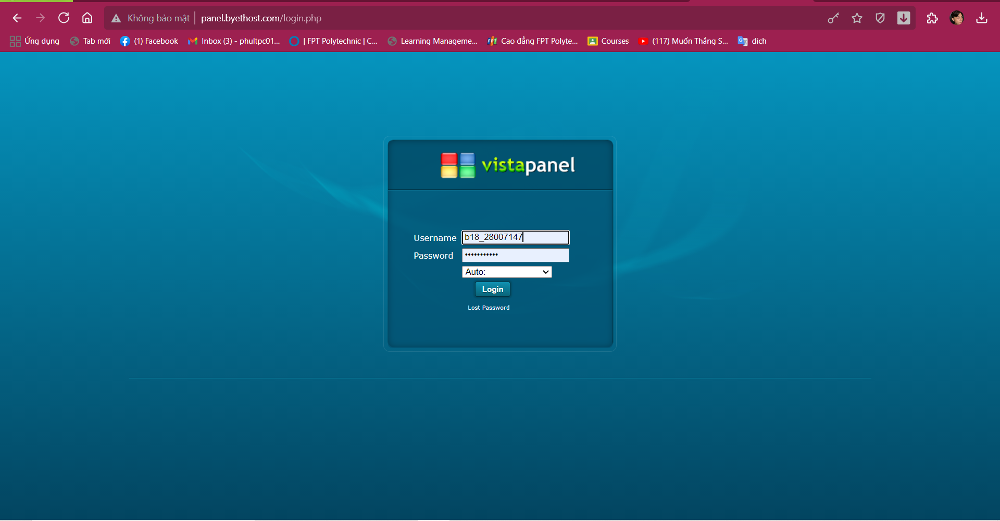 Không bảo mật panel.byethost.com/login.php
Ứng dụng Tab mới (1) Facebook Inbox (3) - phultpc01... | FPT Polytechnic | C... Learning Manageme... Cao đẳng FPT Polyte... Courses (117) Muốn Thắng S... dich
vistapanel
Username b18_28007147
Password •••••••••••
Auto:
Login
Lost Password